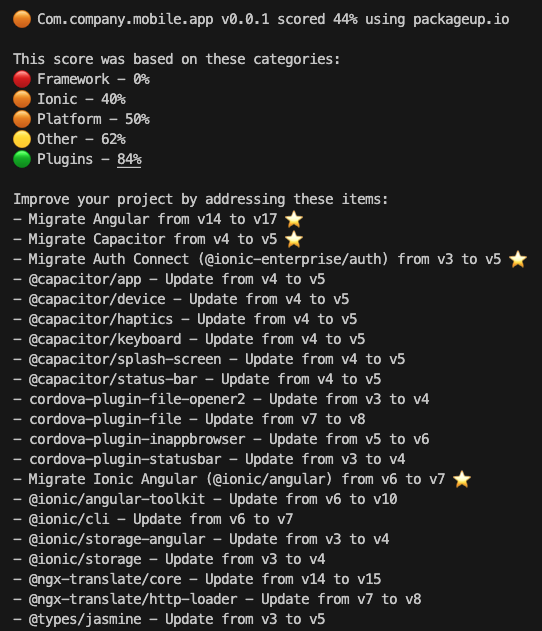 Com.company.mobile.app v0.0.1 scored 44% using packageup.io
This score was based on these categories:
Framework – 0%
Ionic – 40%
Platform – 50%
Other – 62%
Plugins – 84%
Improve your project by addressing these items:
– Migrate Angular from v14 to v17 ⭐
– Migrate Capacitor from v4 to v5 ⭐
– Migrate Auth Connect (@ionic-enterprise/auth) from v3 to v5 ⭐
– @capacitor/app – Update from v4 to v5
– @capacitor/device – Update from v4 to v5
– @capacitor/haptics – Update from v4 to v5
– @capacitor/keyboard – Update from v4 to v5
– @capacitor/splash-screen – Update from v4 to v5
– @capacitor/status-bar – Update from v4 to v5
– cordova-plugin-file-opener2 – Update from v3 to v4
– cordova-plugin-file – Update from v7 to v8
– cordova-plugin-inappbrowser – Update from v5 to v6
– cordova-plugin-statusbar – Update from v3 to v4
– Migrate Ionic Angular (@ionic/angular) from v6 to v7 ⭐
– @ionic/angular-toolkit – Update from v6 to v10
– @ionic/cli – Update from v6 to v7
– @ionic/storage-angular – Update from v3 to v4
– @ionic/storage – Update from v3 to v4
– @ngx-translate/core – Update from v14 to v15
– @ngx-translate/http-loader – Update from v7 to v8
– @types/jasmine – Update from v3 to v5